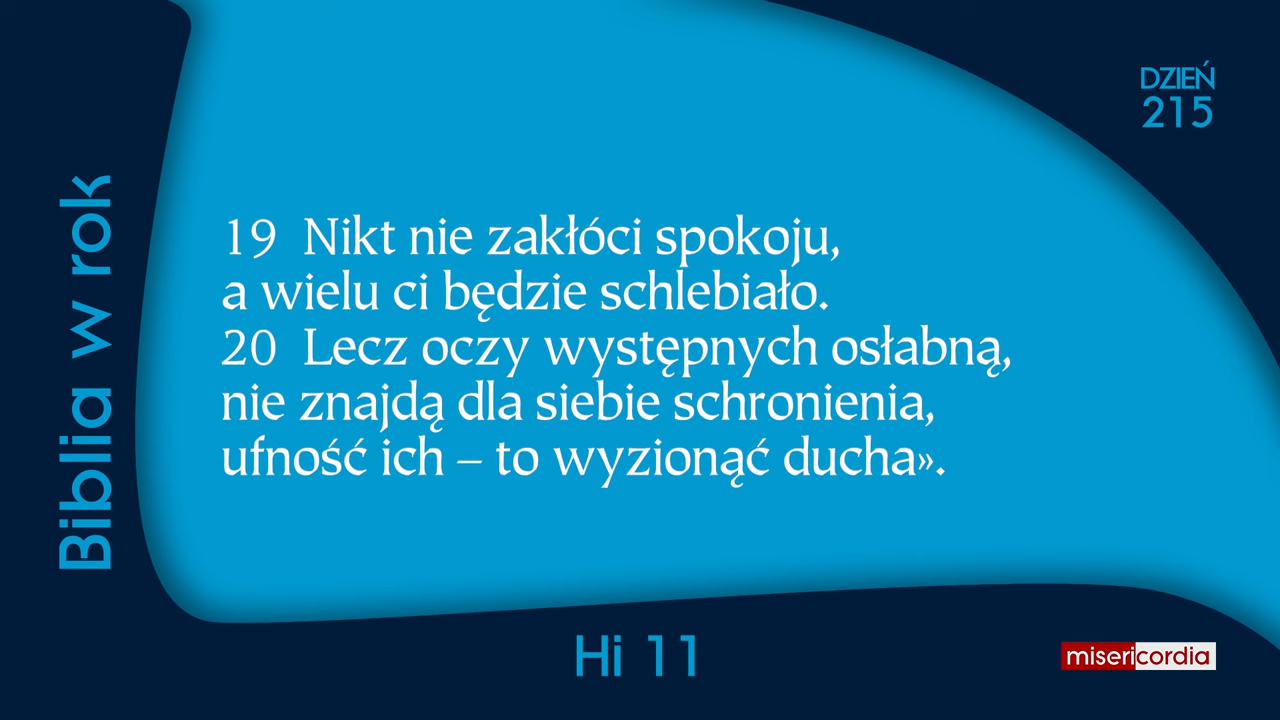 DZIEŃ
215
Biblia w rok
19 Nikt nie zakłóci spokoju,
a wielu ci będzie schlebiało.
20 Lecz oczy występnych osłabną,
nie znajdą dla siebie schronienia,
ufność ich – to wyzionąć ducha».
Hi 11
misericordia